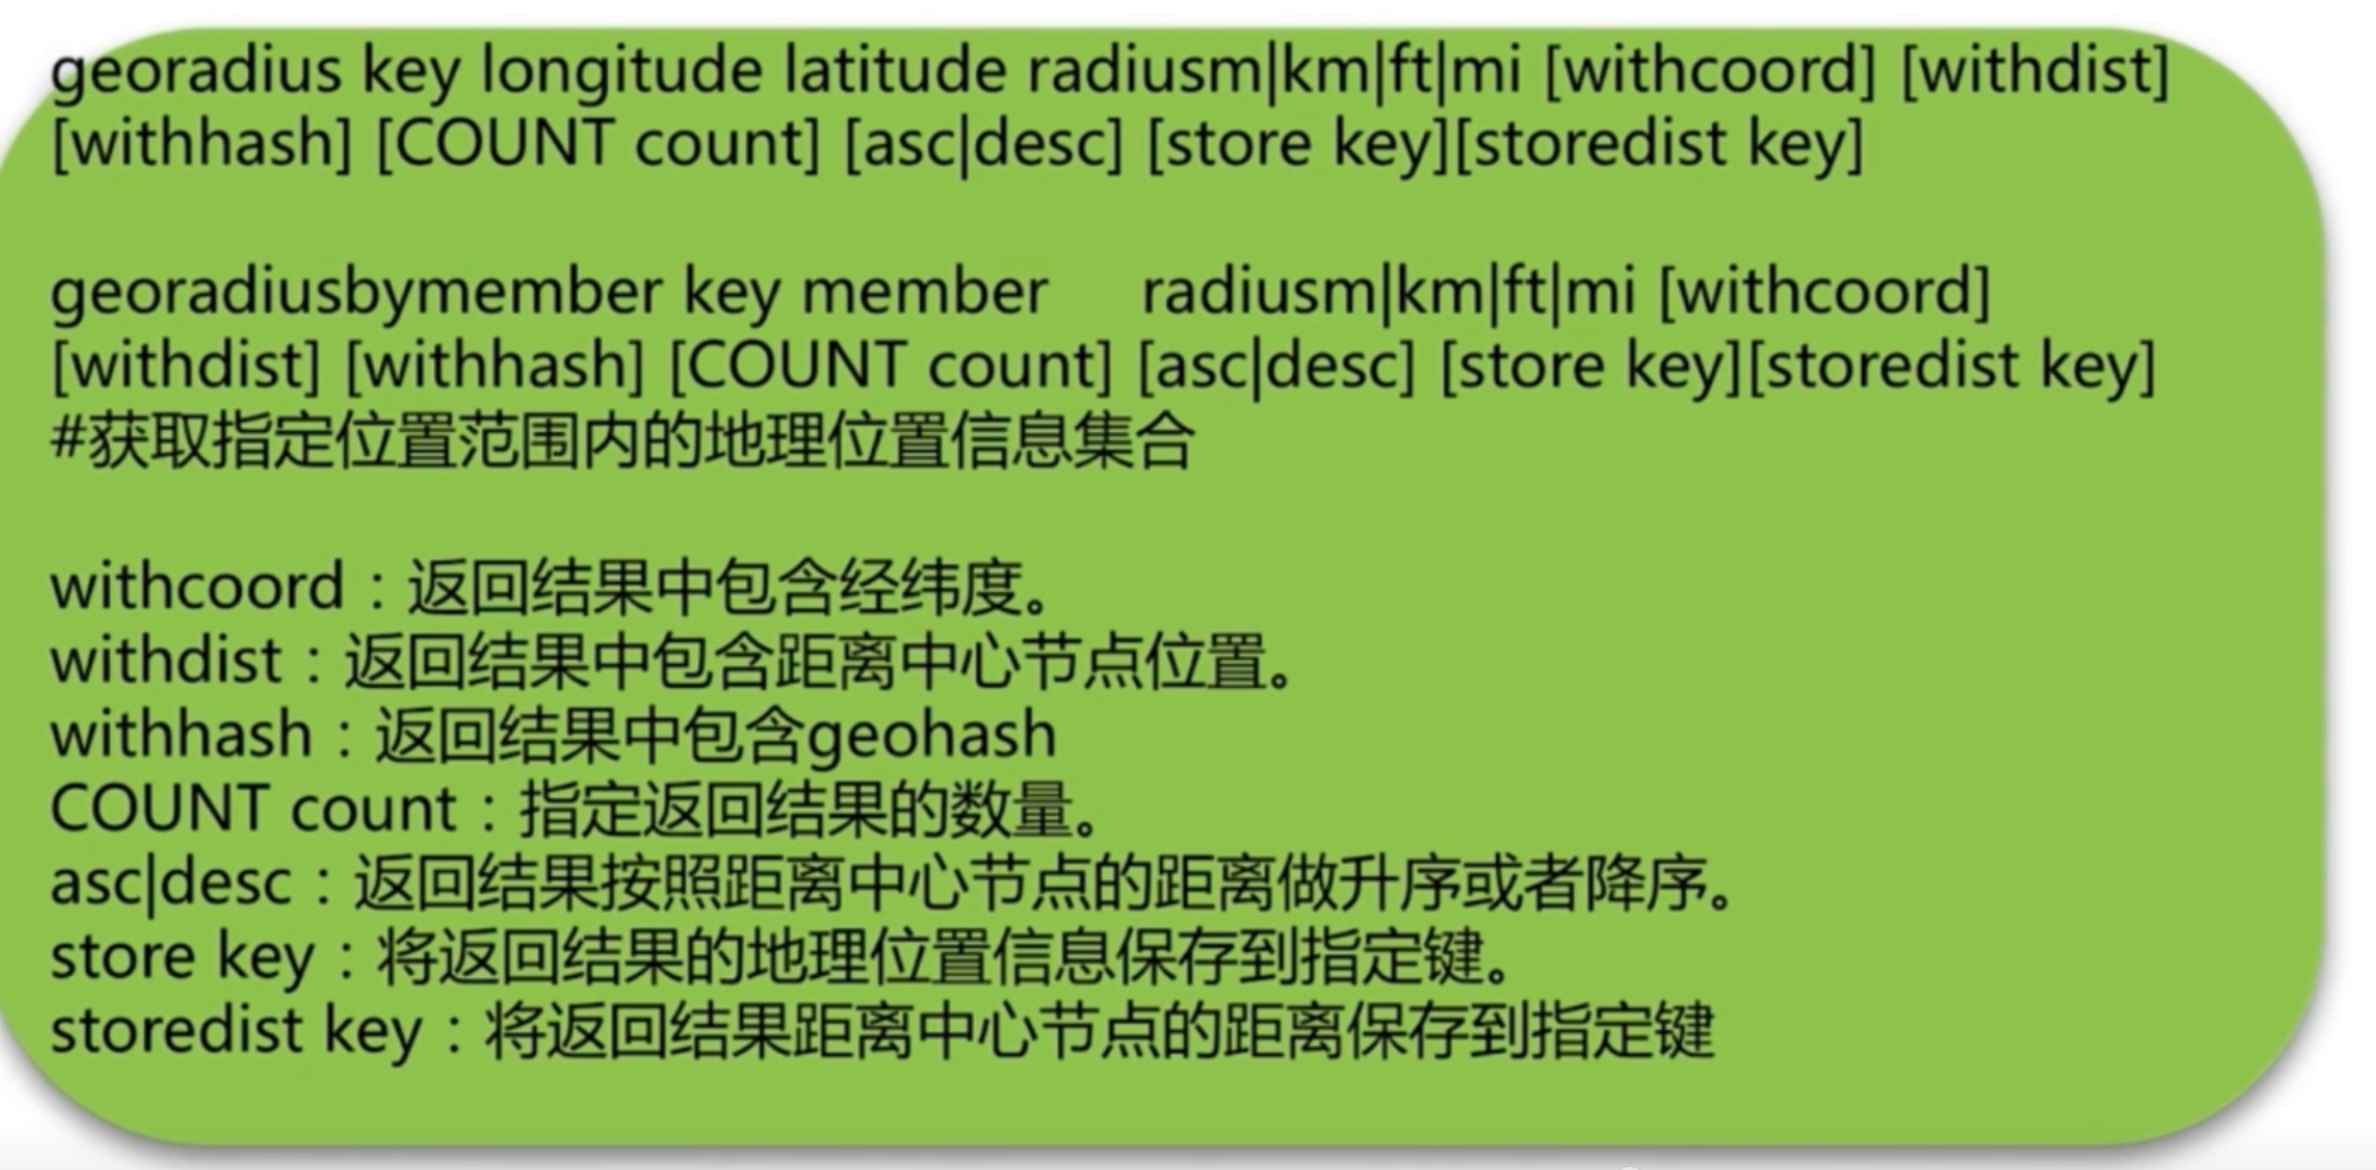 georadius key longitude latitude radiusm|km|ft|mi [withcoord] [withdist]
[withhash] [COUNT count] [asc|desc] [store key][storedist key]
georadiusbymember key member radiusm|km|ft|mi [withcoord]
[withdist] [withhash] [COUNT count] [asc|desc] [store key][storedist key]
#获取指定位置范围内的地理位置信息集合
withcoord：返回结果中包含经纬度。
withdist：返回结果中包含距离中心节点位置。
withhash：返回结果中包含geohash
COUNT count：指定返回结果的数量。
asc|desc：返回结果按照距离中心节点的距离做升序或者降序。
store key：将返回结果的地理位置信息保存到指定键。
storedist key：将返回结果距离中心节点的距离保存到指定键